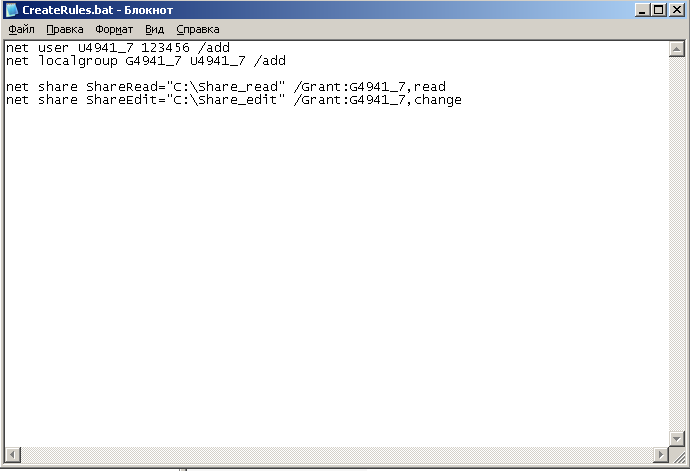 CreateRules.bat - Блокнот
Файл Правка Формат Вид Справка
net user U4941_7 123456 /add
net localgroup G4941_7 U4941_7 /add
net share ShareRead="C:\Share_read" /Grant:G4941_7,read
net share ShareEdit="C:\Share_edit" /Grant:G4941_7,change